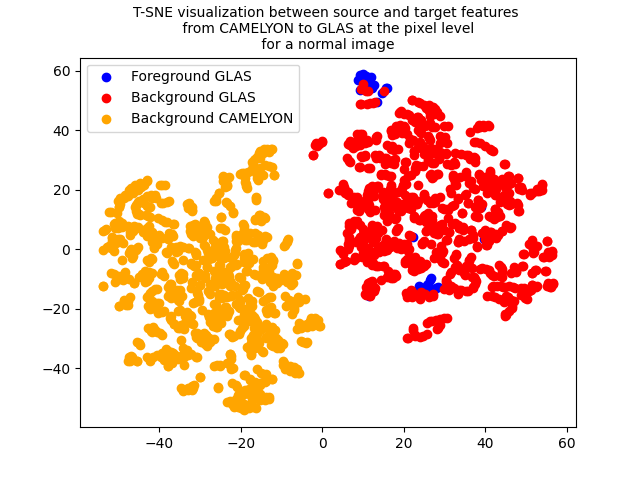 T-SNE visualization between source and target features
from CAMELYON to GLAS at the pixel level
for a normal image
Foreground GLAS
Background GLAS
Background CAMELYON
60
40
20
0
−20
−40
−40
−20
0
20
40
60